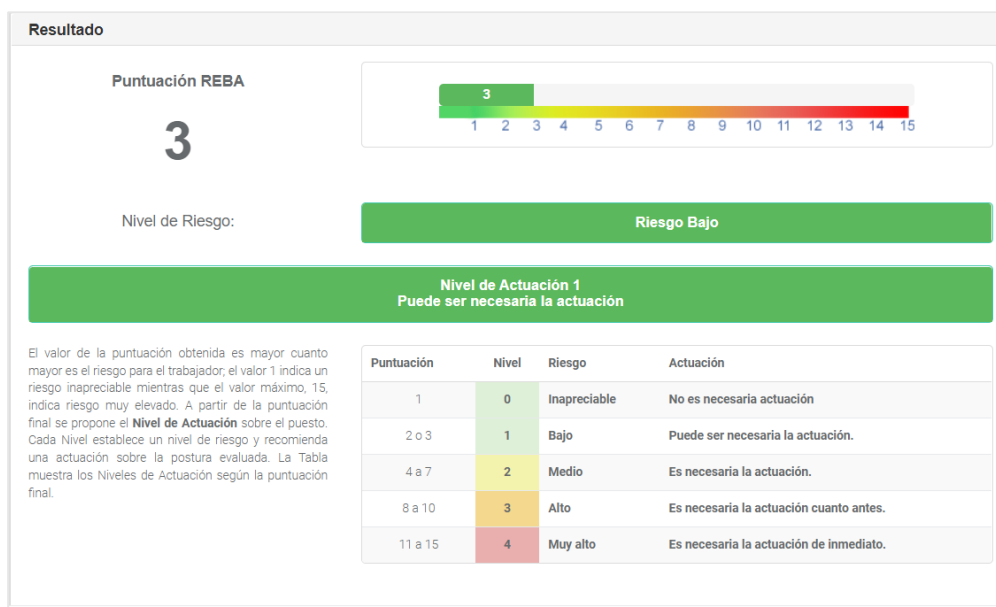 Resultado
Puntuación REBA
3
3
1 2 3 4 5 6 7 8 9 10 11 12 13 14 15
Nivel de Riesgo:
Riesgo Bajo
Nivel de Actuación 1
Puede ser necesaria la actuación
El valor de la puntuación obtenida es mayor cuanto
mayor es el riesgo para el trabajador; el valor 1 indica un
riesgo inapreciable mientras que el valor máximo, 15,
indica riesgo muy elevado. A partir de la puntuación
final se propone el Nivel de Actuación sobre el puesto.
Cada Nivel establece un nivel de riesgo y recomienda
una actuación sobre la postura evaluada. La Tabla
muestra los Niveles de Actuación según la puntuación
final.
Puntuación Nivel Riesgo Actuación
1 0 Inapreciable No es necesaria actuación
2 o 3 1 Bajo Puede ser necesaria la actuación.
4 a 7 2 Medio Es necesaria la actuación.
8 a 10 3 Alto Es necesaria la actuación cuanto antes.
11 a 15 4 Muy alto Es necesaria la actuación de inmediato.